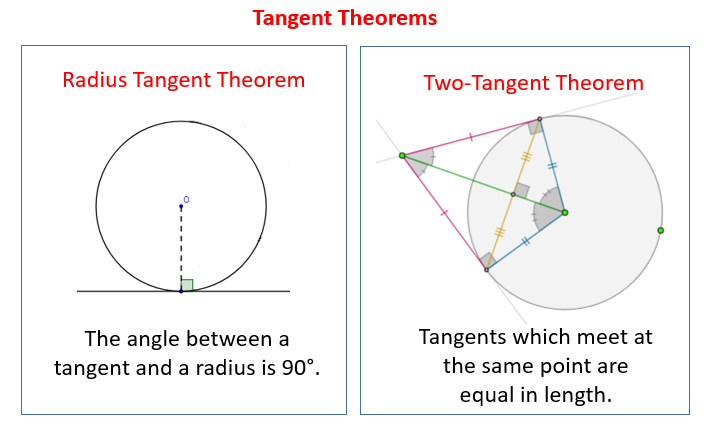 Tangent Theorems
Radius Tangent Theorem
O
The angle between a
tangent and a radius is 90°.
Two-Tangent Theorem
Tangents which meet at
the same point are
equal in length.